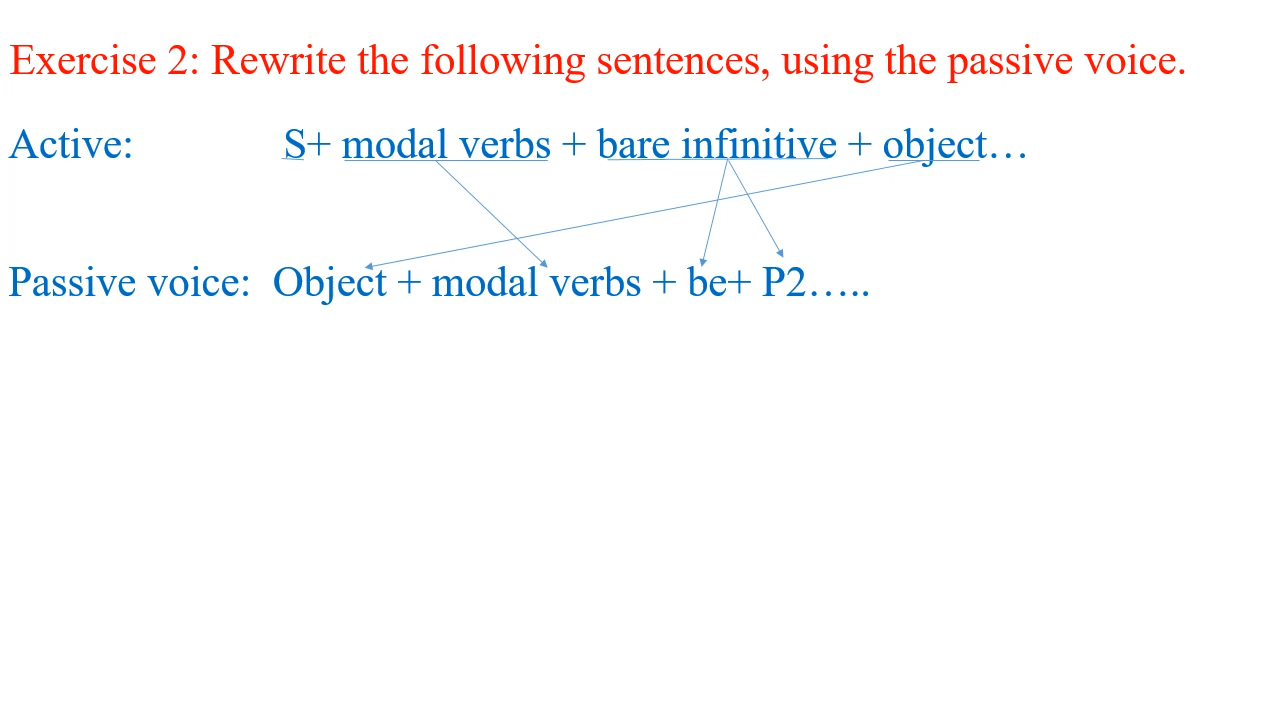 Exercise 2: Rewrite the following sentences, using the passive voice.
Active: S+ modal verbs + bare infinitive + object…
Passive voice: Object + modal verbs + be+ P2…..